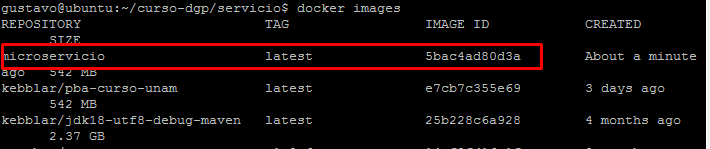 gustavo@ubuntu:~/curso-dgp/servicio$ docker images
REPOSITORY TAG IMAGE ID CREATED
SIZE
microservicio latest 5bac4ad80d3a About a minute
ago 542 MB
kebblar/pba-curso-unam latest e7cb7c355e69 3 days ago
542 MB
kebblar/jdk18-utf8-debug-maven latest 25b228c6a928 4 months ago
2.37 GB